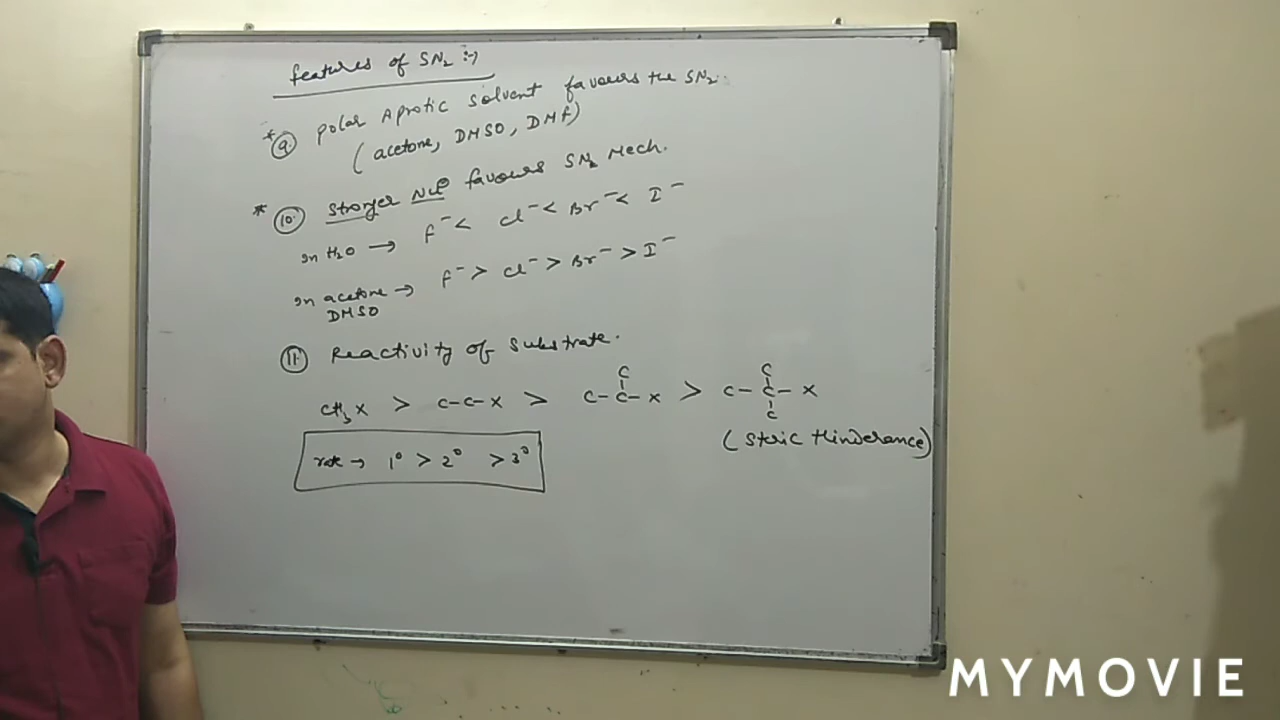 features of SN2 :-
* 9 Polar Aprotic Solvent favours the SN2.
(acetone, DMSO, DMf)
* 10. Stronger Nu⊖ favours SN2 Mech.
In H2O → f⁻ < Cl⁻ < Br⁻ < I⁻
In acetone → f⁻ > Cl⁻ > Br⁻ > I⁻
DMSO
11. Reactivity of Substrate.
C C
CH3X > C-C-X > C-C-X > C-C-X
C
(Steric Hinderance)
rate → 1° > 2° > 3°
MYMOVIE